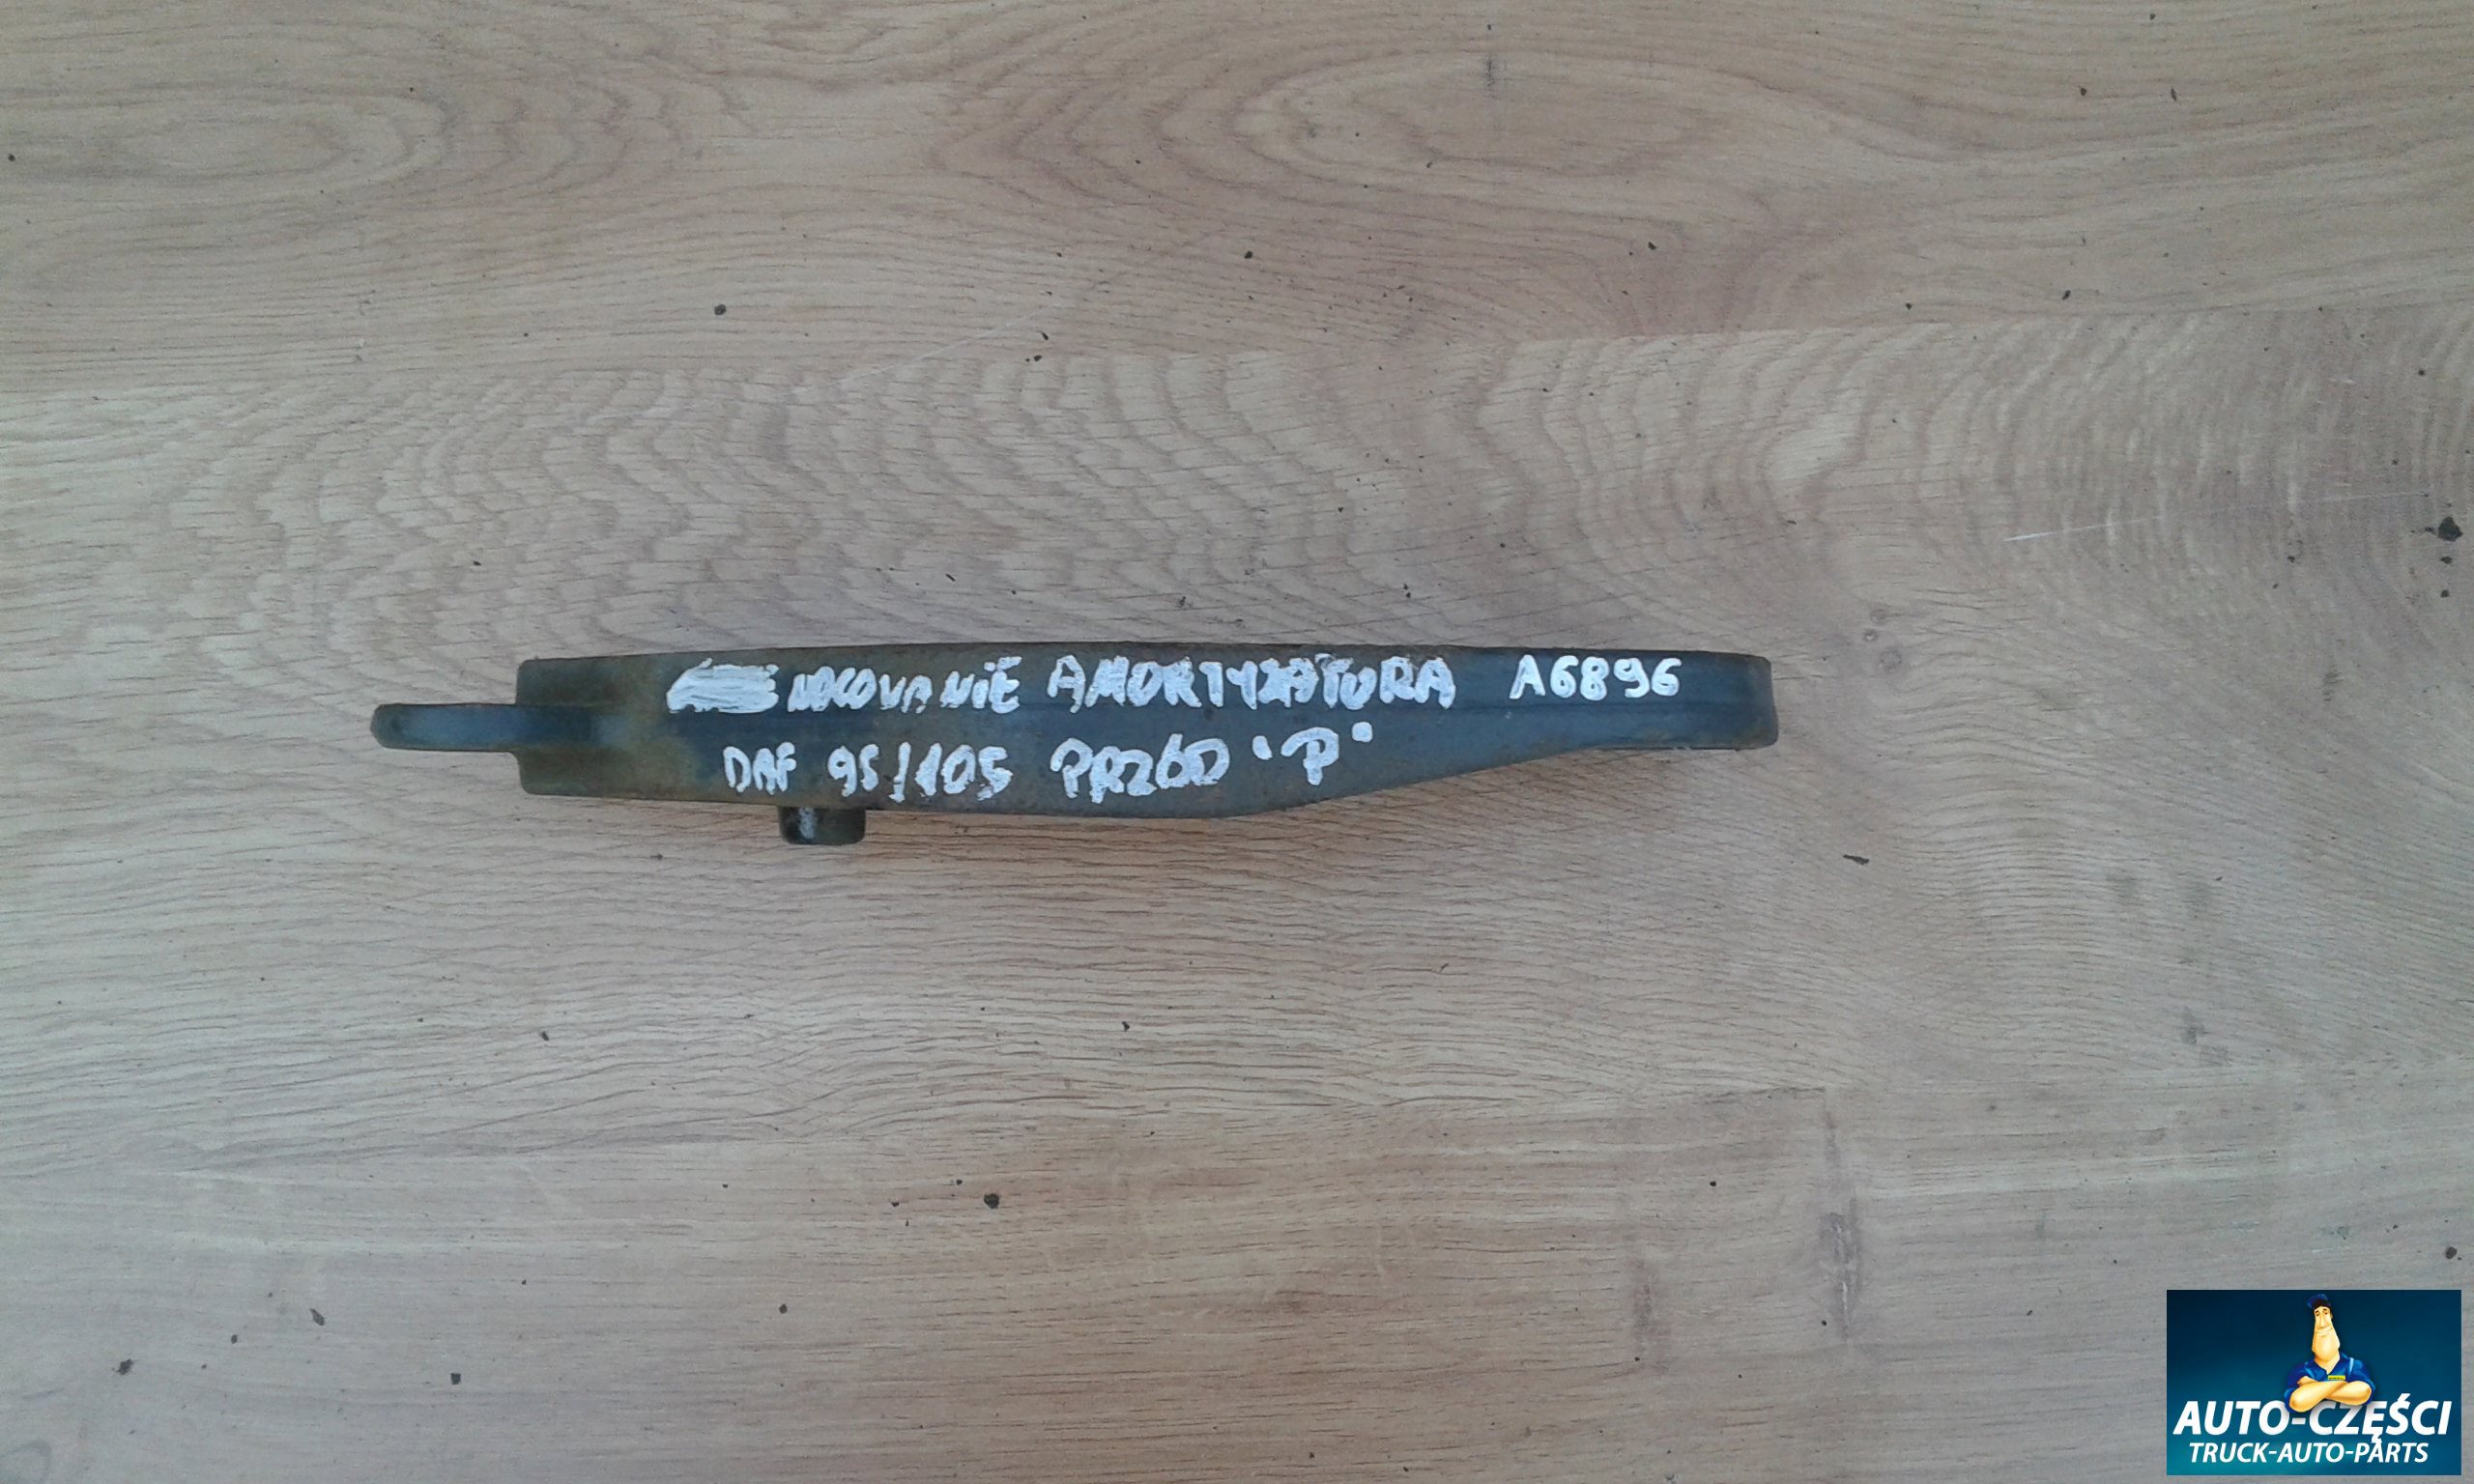 MOCOWANIE AMORTYZATORA A6896
DAF 95/105 PRZÓD "P"
AUTO-CZĘŚCI
TRUCK-AUTO-PARTS